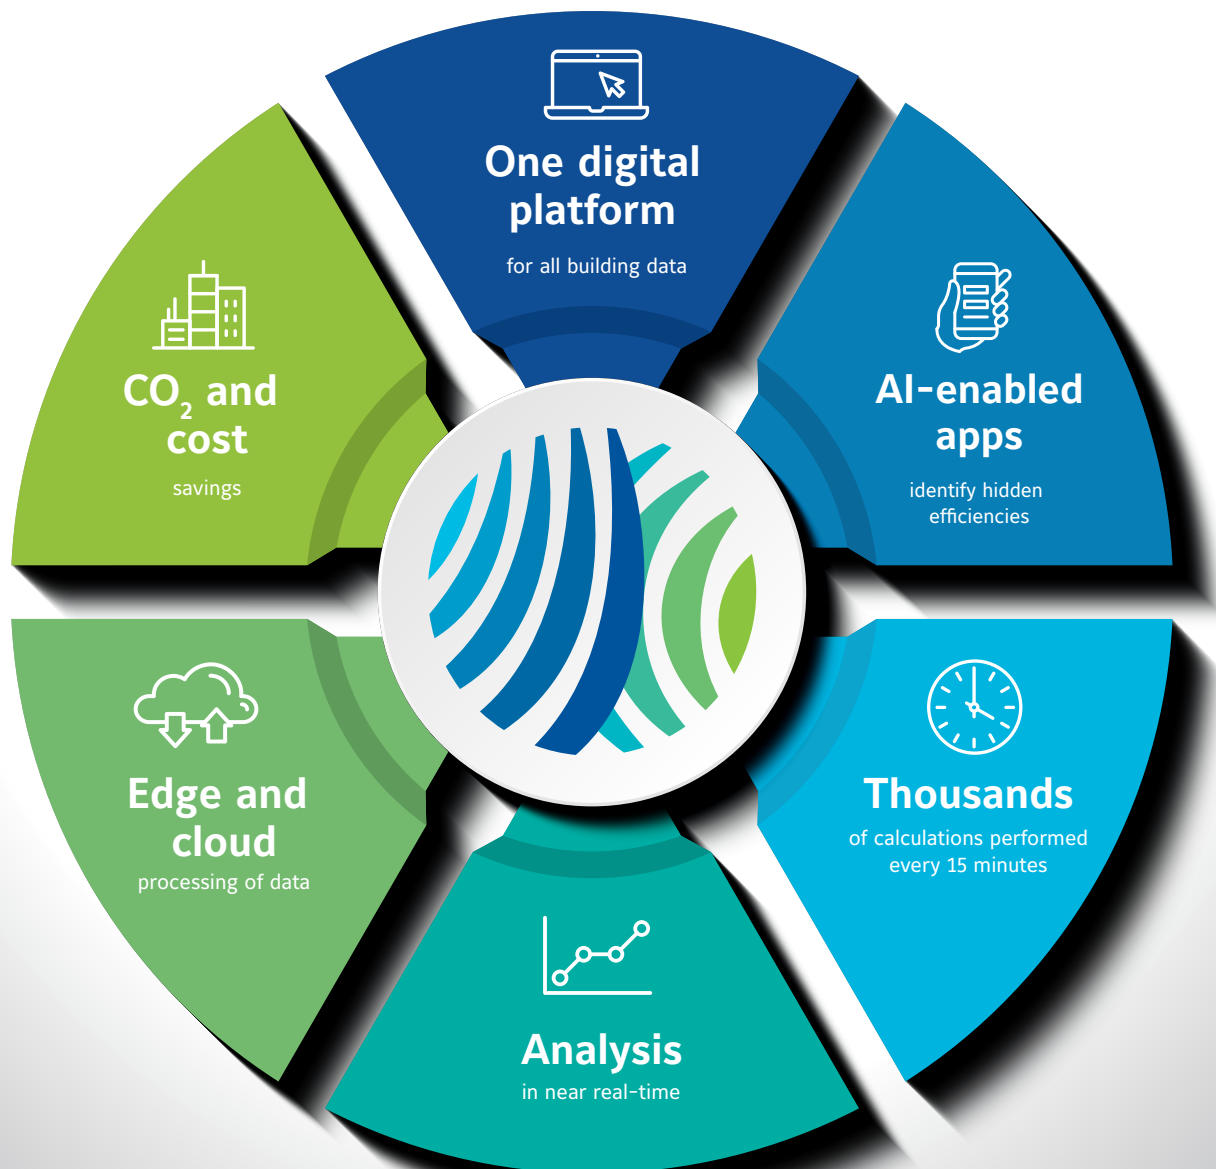 One digital
platform
for all building data
AI-enabled
apps
identify hidden
efficiencies
Thousands
of calculations performed
every 15 minutes
Analysis
in near real-time
Edge and
cloud
processing of data
CO₂ and
cost
savings